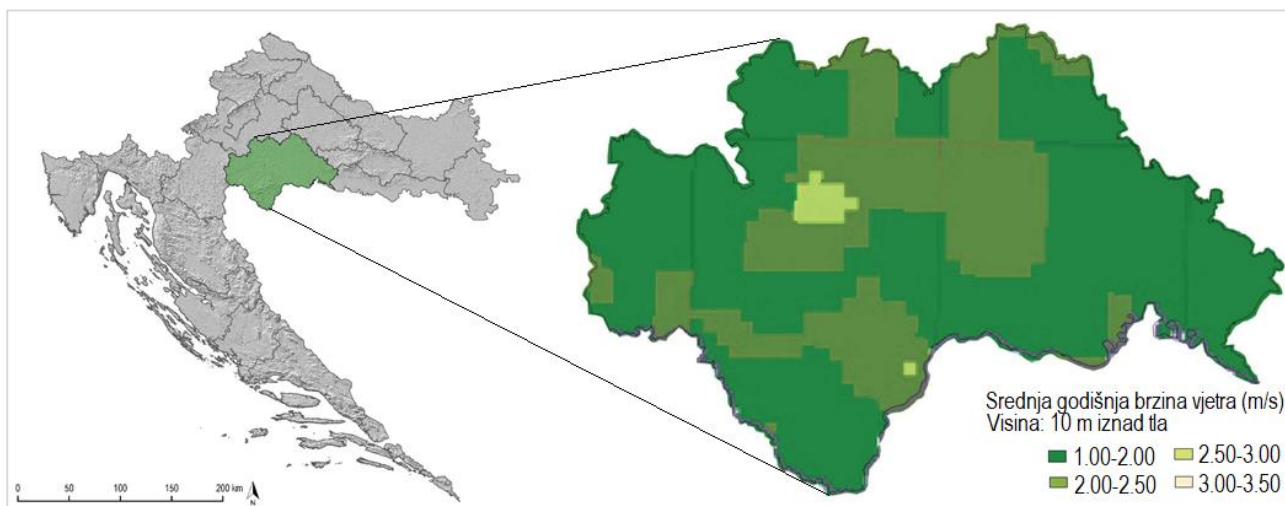 Srednja godišnja brzina vjetra (m/s)
Visina: 10 m iznad tla
1.00-2.00 2.50-3.00
2.00-2.50 3.00-3.50
0 50 100 150 200 km
N